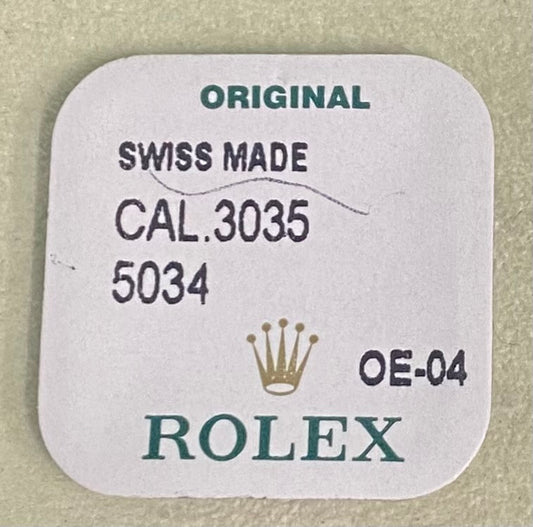 ORIGINAL
SWISS MADE
CAL.3035
5034
OE-04
ROLEX